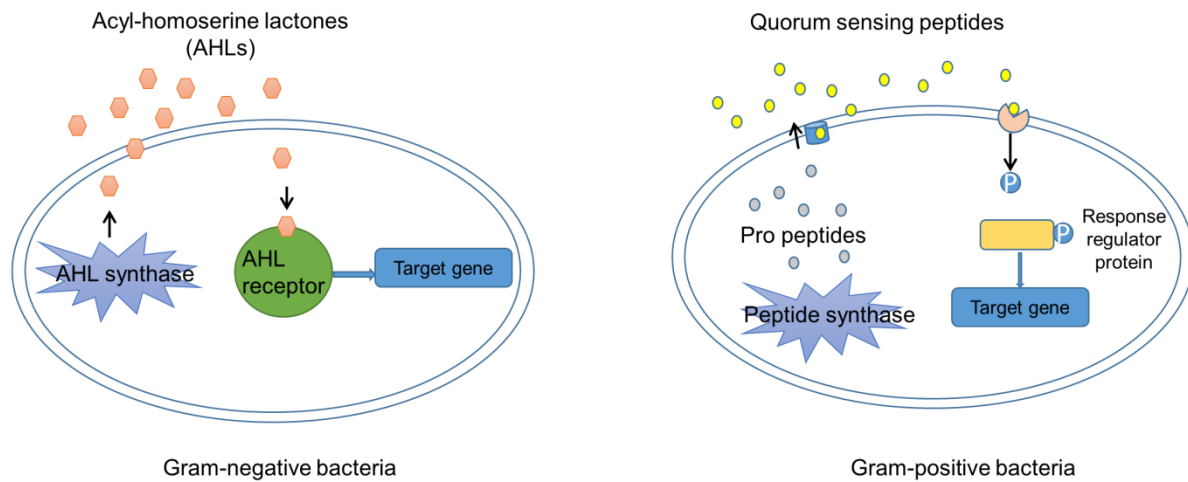 Acyl-homoserine lactones
(AHLs)
AHL synthase
AHL
receptor
Target gene
Gram-negative bacteria
Quorum sensing peptides
P
Pro peptides
P
Response
regulator
protein
Peptide synthase
Target gene
Gram-positive bacteria